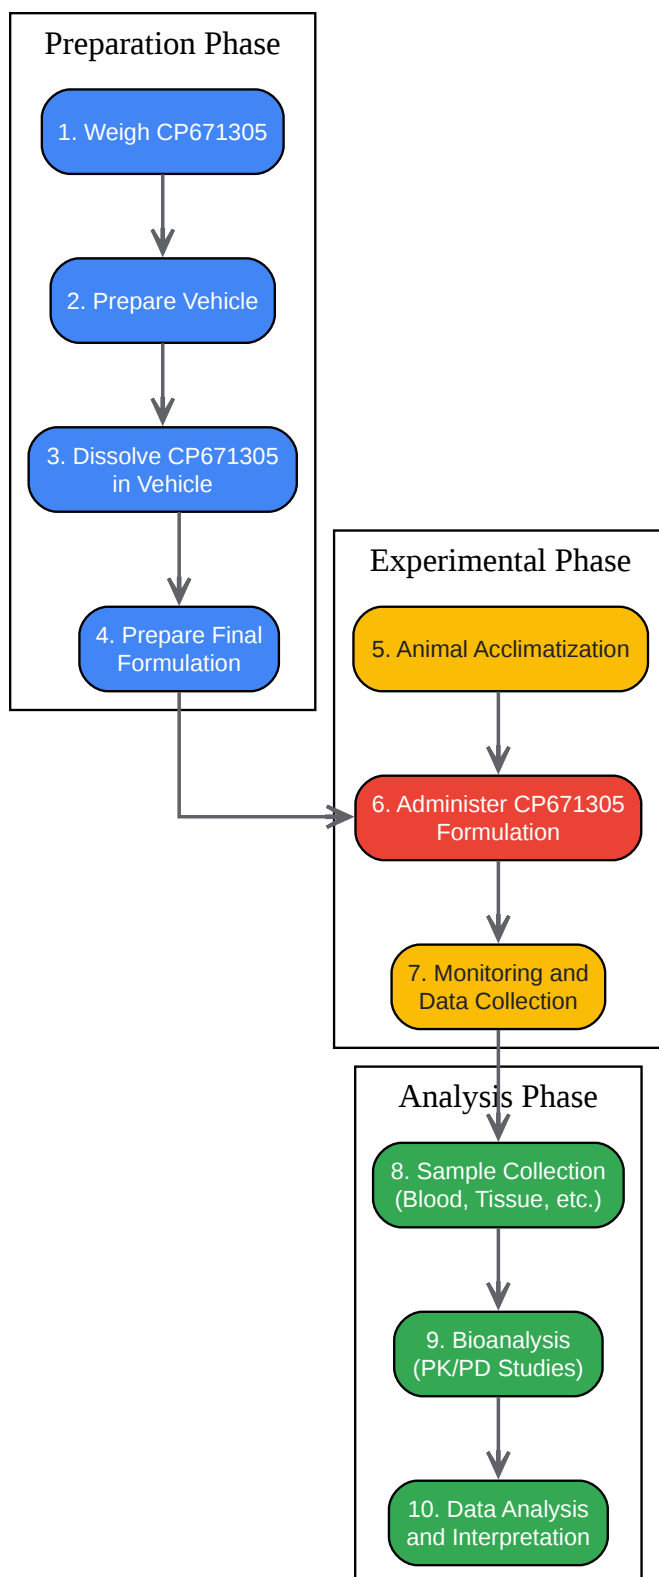 Preparation Phase
1. Weigh CP671305
2. Prepare Vehicle
3. Dissolve CP671305
in Vehicle
4. Prepare Final
Formulation
Experimental Phase
5. Animal Acclimatization
6. Administer CP671305
Formulation
7. Monitoring and
Data Collection
Analysis Phase
8. Sample Collection
(Blood, Tissue, etc.)
9. Bioanalysis
(PK/PD Studies)
10. Data Analysis
and Interpretation